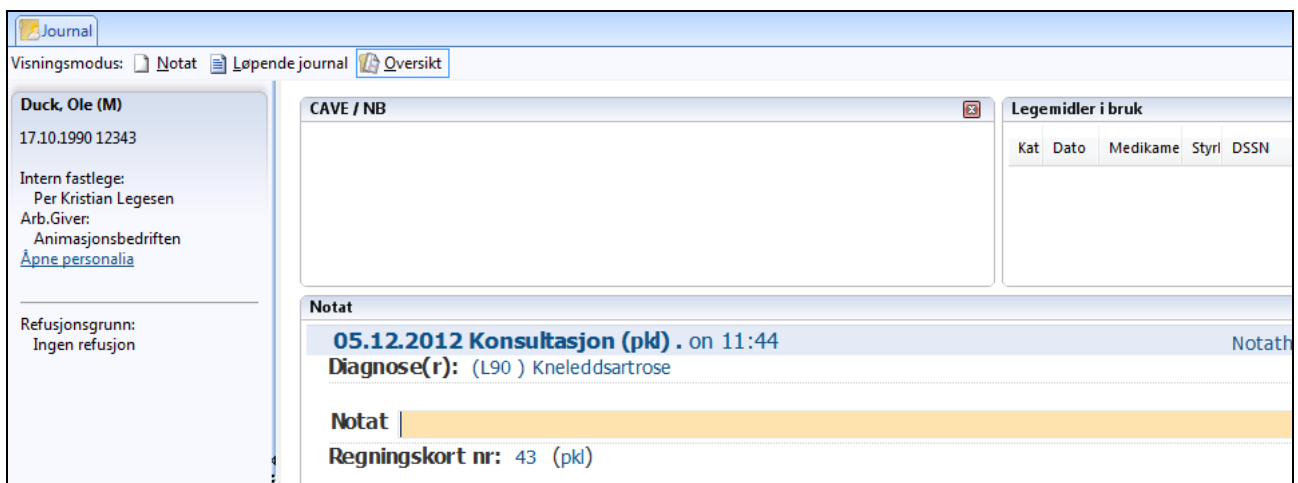 Journal
Visningsmodus: Notat Løpende journal Oversikt
Duck, Ole (M)
17.10.1990 12343
Intern fastlege:
Per Kristian Legesen
Arb.Giver:
Animasjonsbedriften
Åpne personalia
Refusjonsgrunn:
Ingen refusjon
CAVE / NB
Legemidler i bruk
Kat Dato Medikame Styrl DSSN
Notat
05.12.2012 Konsultasjon (pkl) . on 11:44 Notath
Diagnose(r): (L90 ) Kneleddsartrose
Notat
Regningskort nr: 43 (pkl)